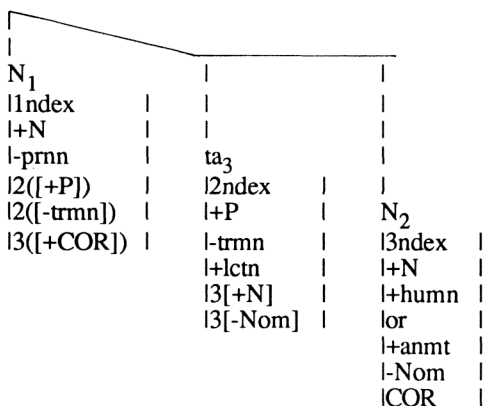 N1
|1ndex |
|+N
|-prnn |
|2([+P]) |
|2([-trmn]) |
|3([+COR]) |
ta3
|2ndex |
|+P
|-trmn |
|+lctn |
|3[+N] |
|3[-Nom] |
N2
|3ndex |
|+N |
|+humn |
|or |
|+anmt |
|-Nom |
|COR |